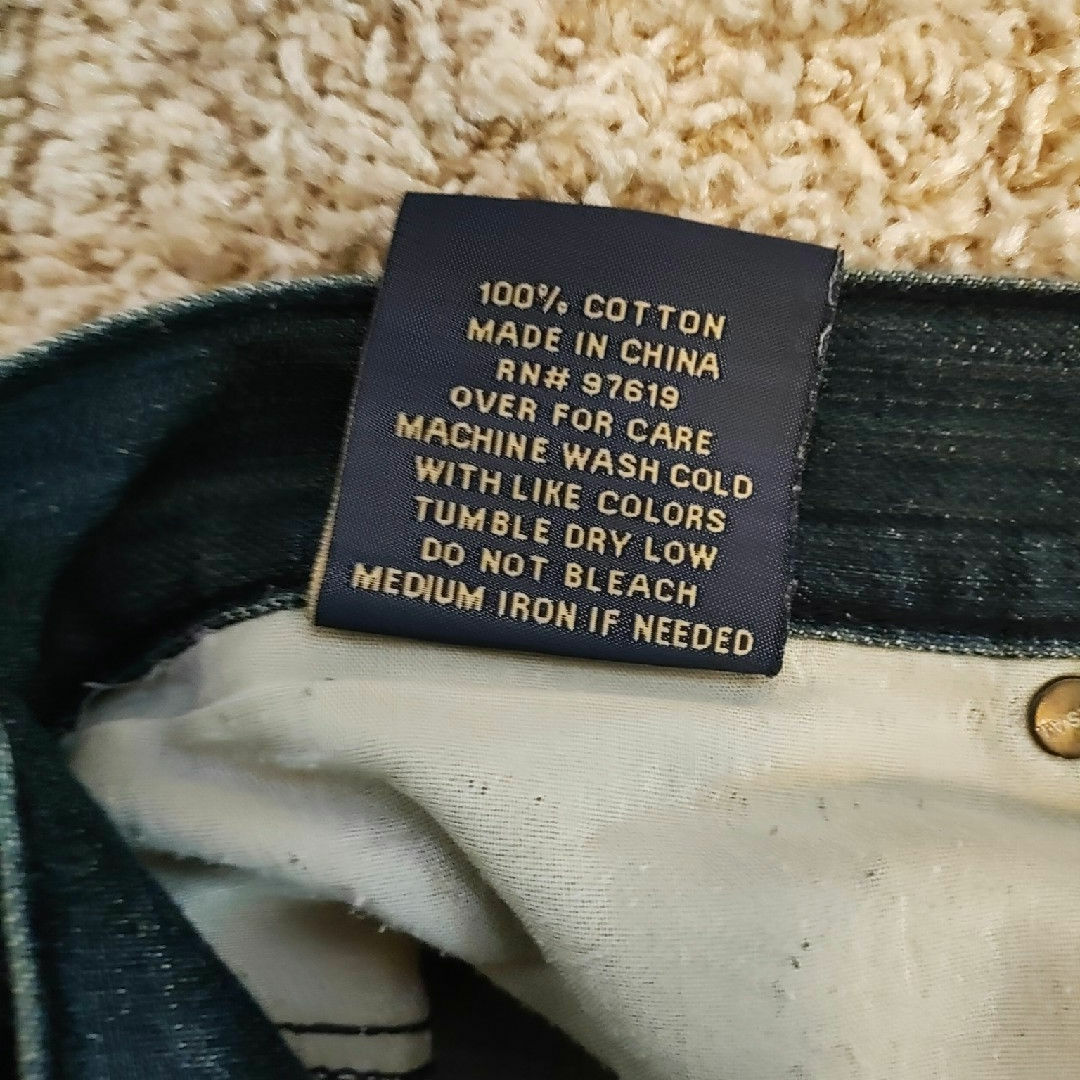 100% COTTON
MADE IN CHINA
RN# 97619
OVER FOR CARE
MACHINE WASH COLD
WITH LIKE COLORS
TUMBLE DRY LOW
DO NOT BLEACH
MEDIUM IRON IF NEEDED